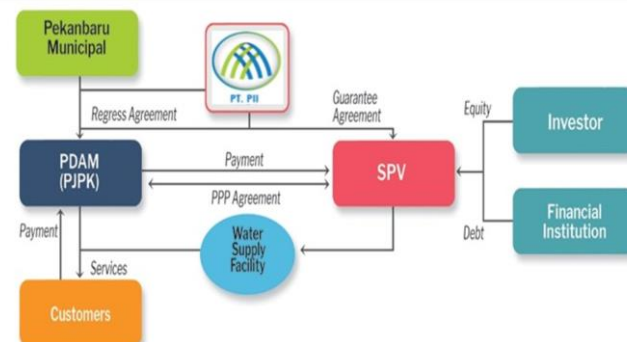 Pekanbaru
Municipal
PT. PII
Regress Agreement
Guarantee
Agreement
Equity
Investor
PDAM
(PJPK)
Payment
SPV
PPP Agreement
Financial
Institution
Debt
Payment
Water
Supply
Facility
Services
Customers